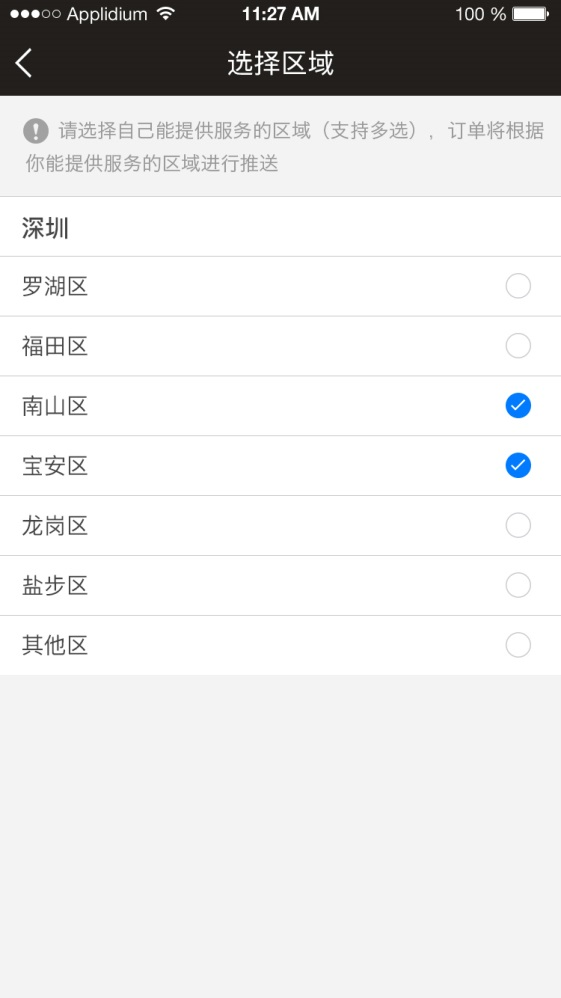 Applidium 11:27 AM 100 %
选择区域
请选择自己能提供服务的区域（支持多选），订单将根据
你能提供服务的区域进行推送
深圳
罗湖区
福田区
南山区
宝安区
龙岗区
盐步区
其他区